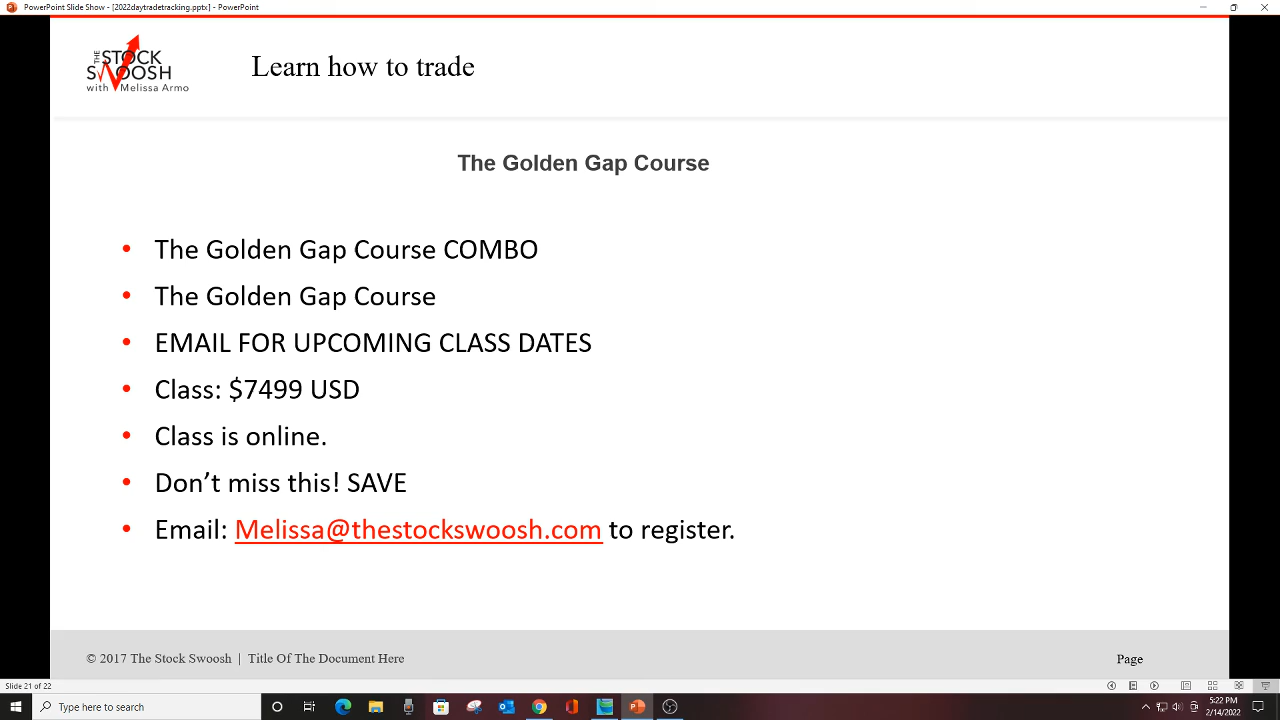 PowerPoint Slide Show - [2022daytradetracking.pptx] - PowerPoint
THE STOCK
SWOOSH
with Melissa Armo
Learn how to trade
The Golden Gap Course
• The Golden Gap Course COMBO
• The Golden Gap Course
• EMAIL FOR UPCOMING CLASS DATES
• Class: $7499 USD
• Class is online.
• Don’t miss this! SAVE
• Email: Melissa@thestockswoosh.com to register.
© 2017 The Stock Swoosh | Title Of The Document Here
Page
Slide 21 of 22
Type here to search
5:22 PM
2/14/2022